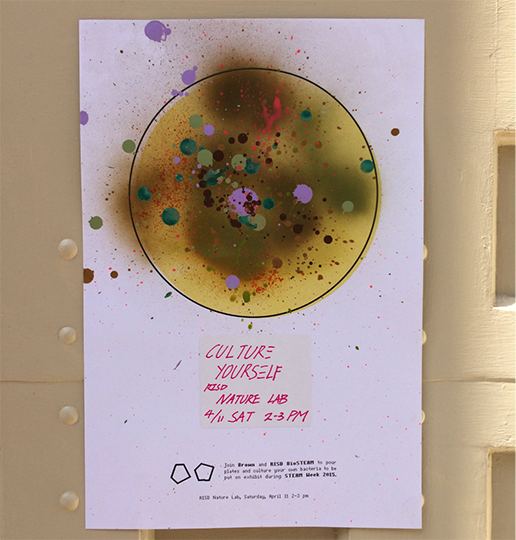 CULTURE
YOURSELF
RISD
NATURE LAB
4/11 SAT 2-3 PM
Join Brown and RISD BioSTEAM to pour
plates and culture your own bacteria to be
put on exhibit during STEAM Week 2015.
RISD Nature Lab, Saturday, April 11 2-3 pm